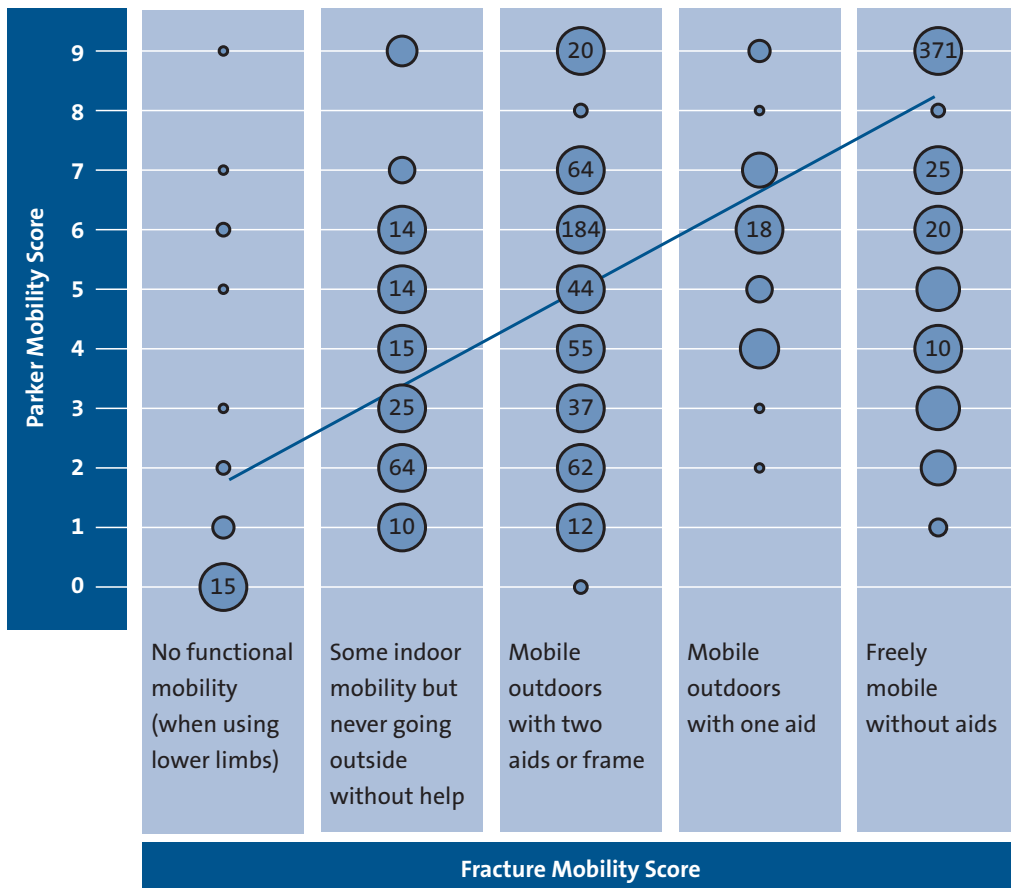 9
20
371
8
7
64
25
6
14
184
18
20
5
14
44
4
15
55
10
3
25
37
2
64
62
1
10
12
0
15
Parker Mobility Score
No functional
mobility
(when using
lower limbs)
Some indoor
mobility but
never going
outside
without help
Mobile
outdoors
with two
aids or frame
Mobile
outdoors
with one aid
Freely
mobile
without aids
Fracture Mobility Score